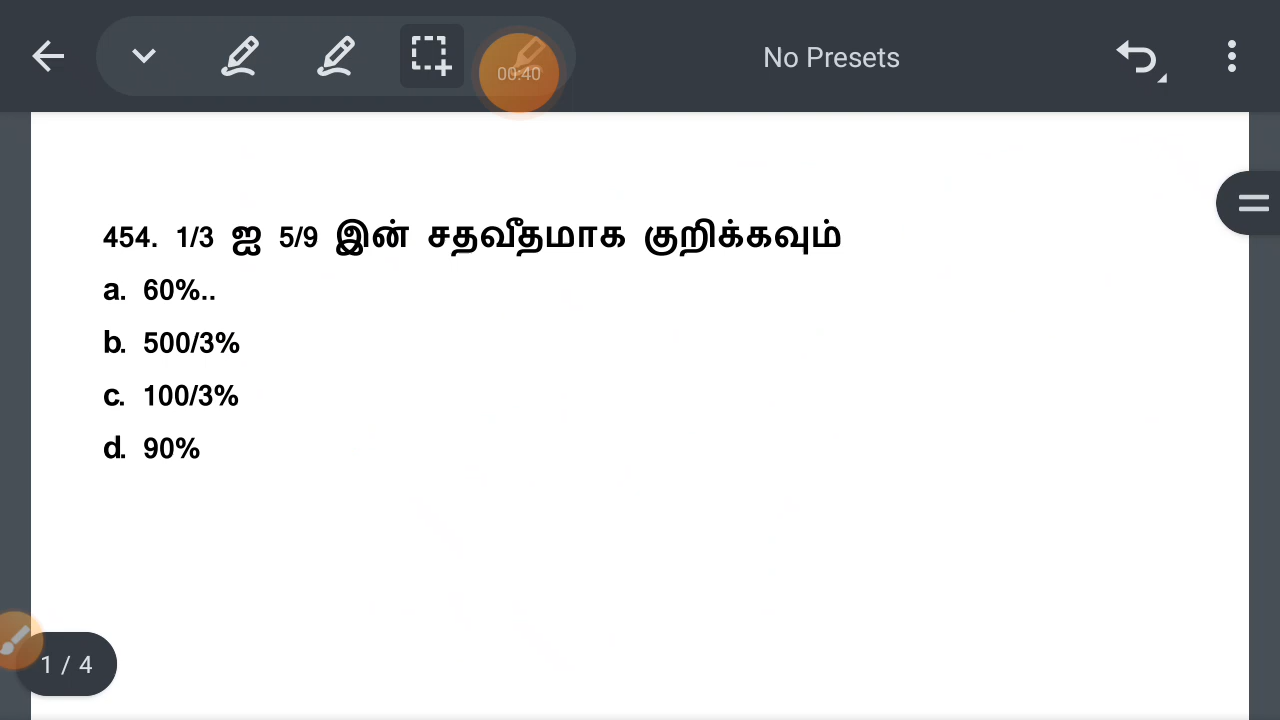 00:40
No Presets
454. 1/3 ஐ 5/9 இன் சதவீதமாக குறிக்கவும்
a. 60%..
b. 500/3%
c. 100/3%
d. 90%
1 / 4